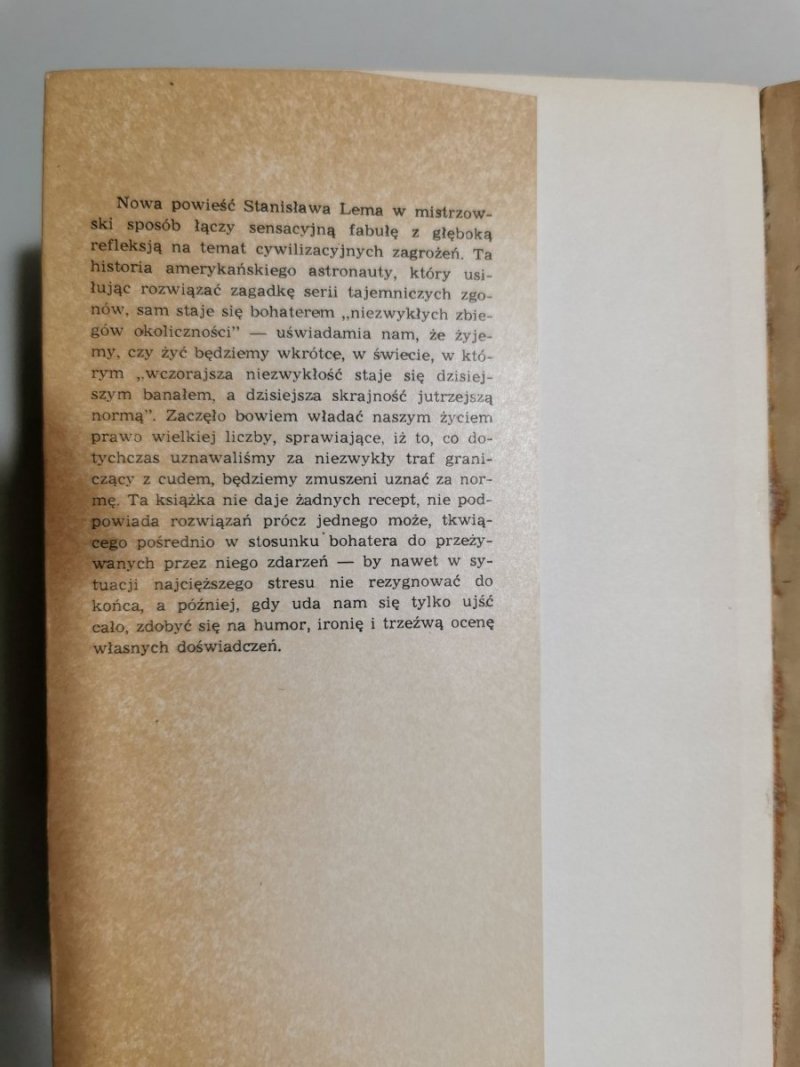 Nowa powieść Stanisława Lema w mistrzow-
ski sposób łączy sensacyjną fabułę z głęboką
refleksją na temat cywilizacyjnych zagrożeń. Ta
historia amerykańskiego astronauty, który usi-
łując rozwiązać zagadkę serii tajemniczych zgo-
nów, sam staje się bohaterem „niezwykłych zbie-
gów okoliczności” — uświadamia nam, że żyje-
my, czy żyć będziemy wkrótce, w świecie, w któ-
rym „wczorajsza niezwykłość staje się dzisiej-
szym banałem, a dzisiejsza skrajność jutrzejszą
normą”. Zaczęło bowiem władać naszym życiem
prawo wielkiej liczby, sprawiające, iż to, co do-
tychczas uznawaliśmy za niezwykły traf grani-
czący z cudem, będziemy zmuszeni uznać za nor-
mę. Ta książka nie daje żadnych recept, nie pod-
powiada rozwiązań prócz jednego może, tkwią-
cego pośrednio w stosunku bohatera do przeży-
wanych przez niego zdarzeń — by nawet w sy-
tuacji najcięższego stresu nie rezygnować do
końca, a później, gdy uda nam się tylko ujść
cało, zdobyć się na humor, ironię i trzeźwą ocenę
własnych doświadczeń.